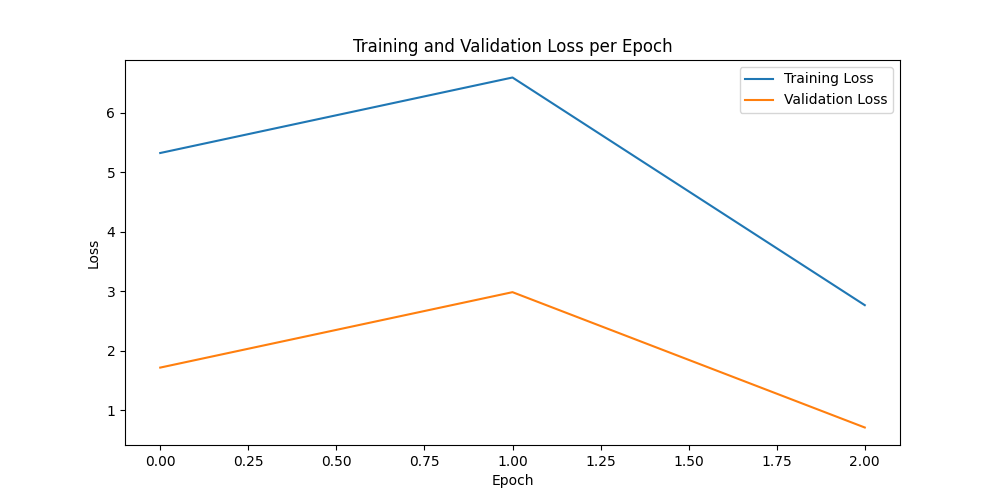 Training and Validation Loss per Epoch
Training Loss
Validation Loss
6
5
4
3
2
1
Loss
0.00 0.25 0.50 0.75 1.00 1.25 1.50 1.75 2.00
Epoch